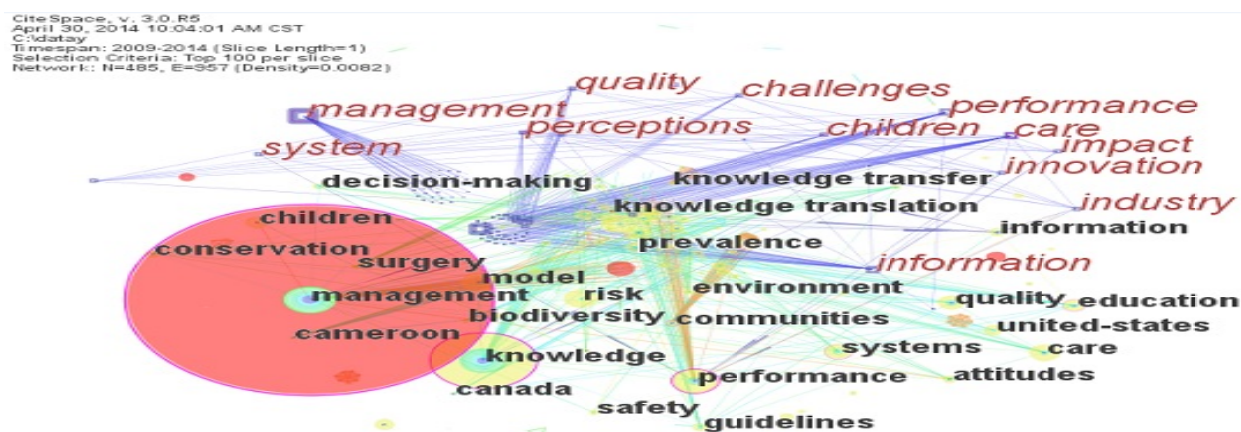 CiteSpace, v. 3.0.R5
April 30, 2014 10:04:01 AM CST
C:\datay
Timespan: 2009-2014 (Slice Length=1)
Selection Criteria: Top 100 per slice
Network: N=485, E=957 (Density=0.0082)
quality
challenges
management
performance
perceptions
children
care
system
impact
innovation
decision-making
knowledge transfer
industry
children
knowledge translation
information
conservation
prevalence
surgery
information
model
management
risk
environment
quality
education
biodiversity
communities
united-states
cameroon
knowledge
systems
care
canada
performance
attitudes
safety
guidelines